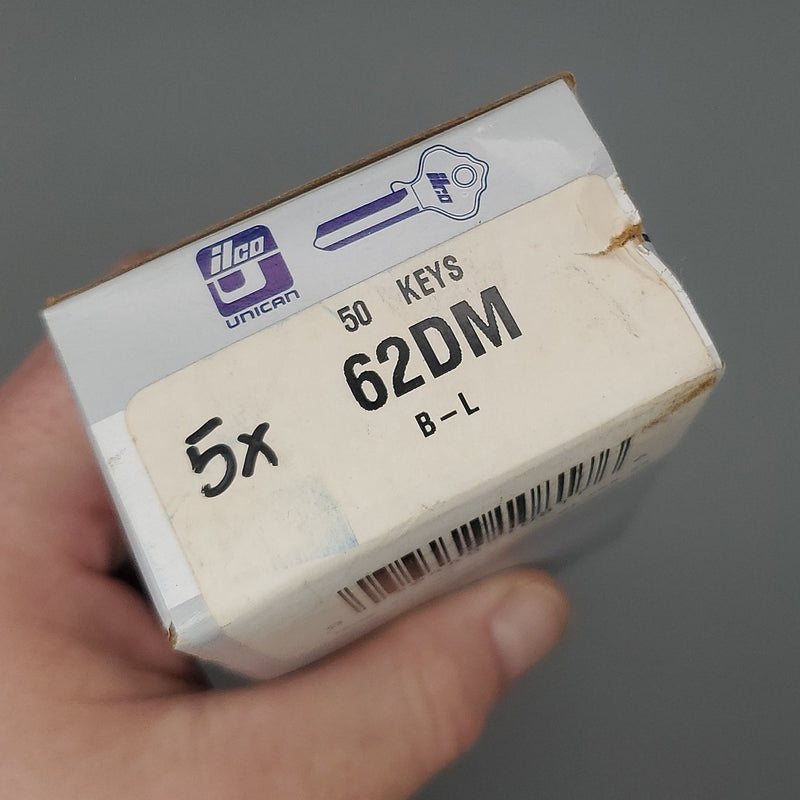 ilco
ilco
UNICAN
50 KEYS
62DM
B-L
5x